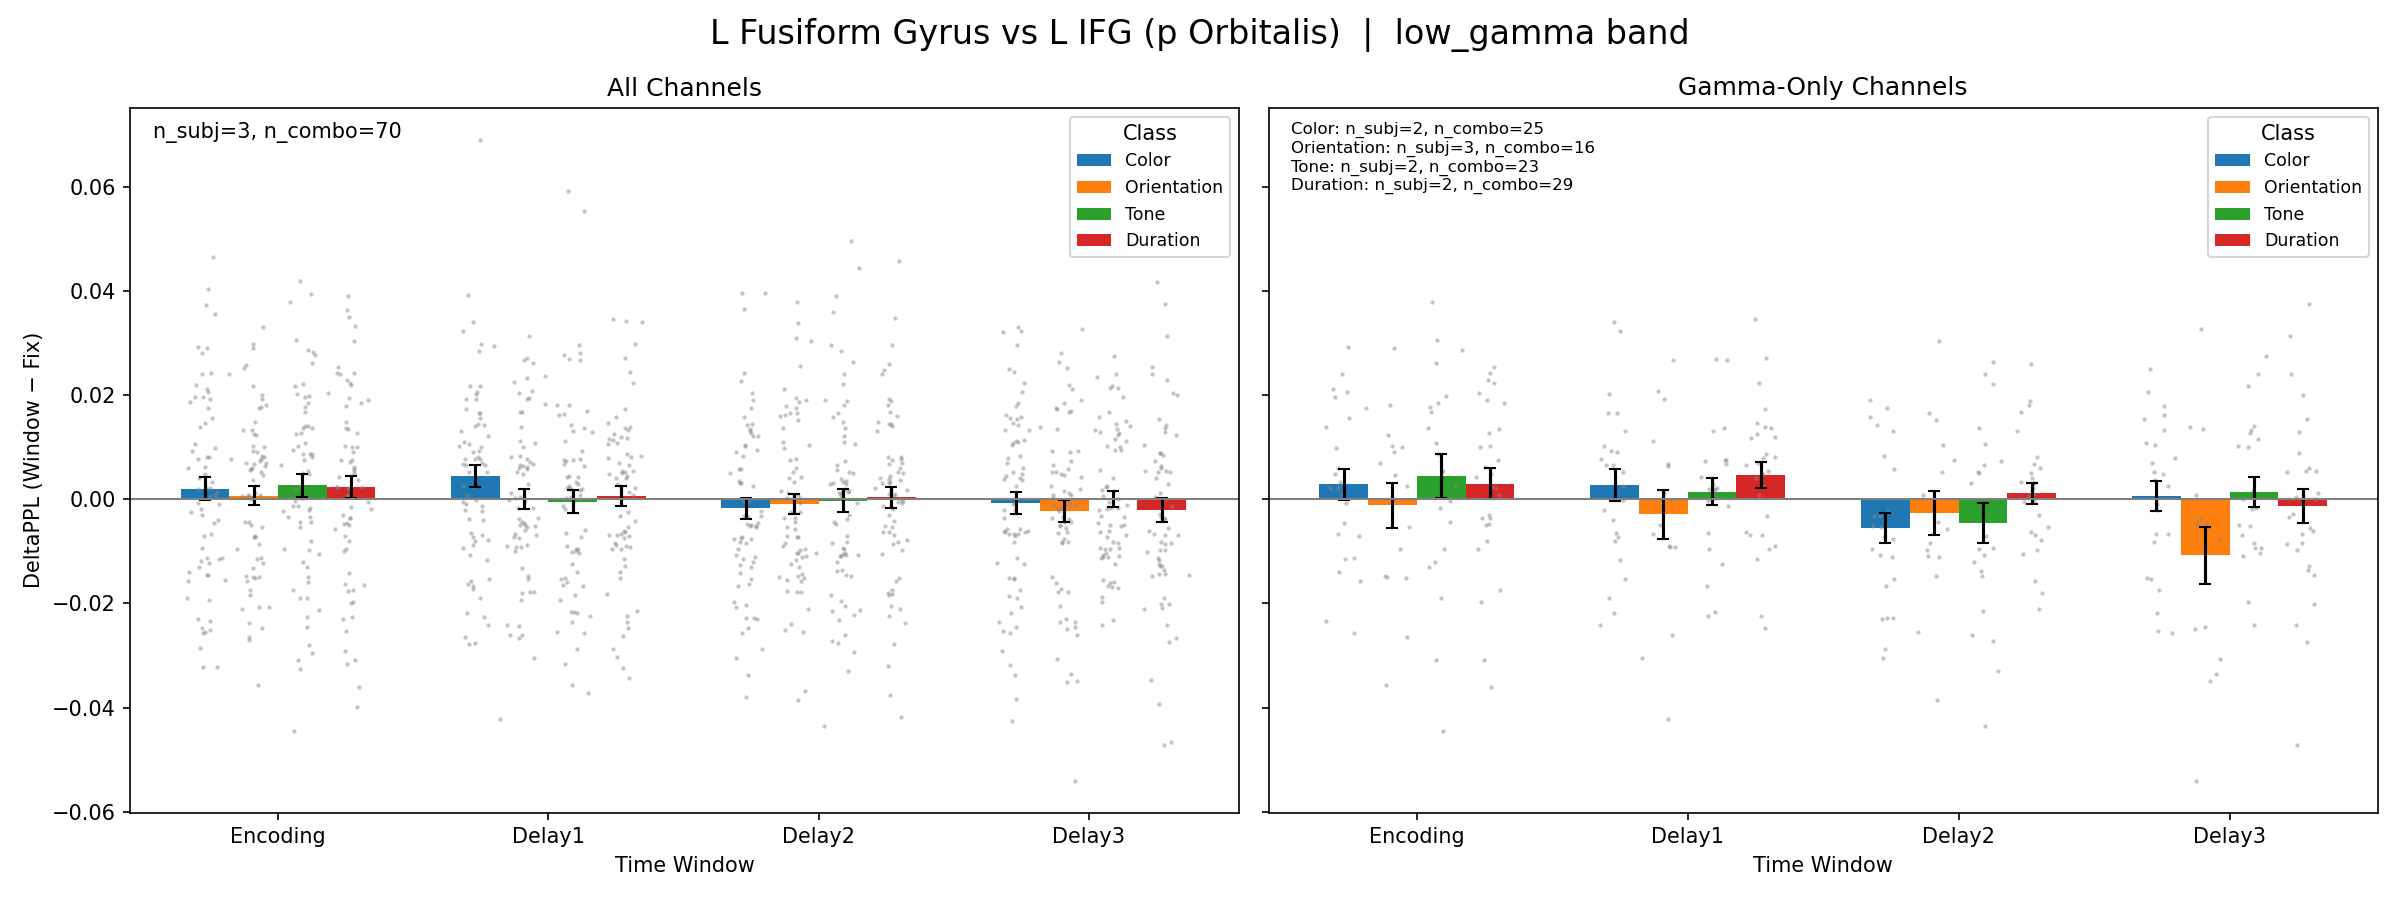 L Fusiform Gyrus vs L IFG (p Orbitalis)  |  low_gamma band
All Channels
n_subj=3, n_combo=70
Class
Color
Orientation
Tone
Duration
DeltaPPL (Window − Fix)
0.06
0.04
0.02
0.00
−0.02
−0.04
−0.06
Encoding
Delay1
Delay2
Delay3
Time Window
Gamma-Only Channels
Color: n_subj=2, n_combo=25
Orientation: n_subj=3, n_combo=16
Tone: n_subj=2, n_combo=23
Duration: n_subj=2, n_combo=29
Class
Color
Orientation
Tone
Duration
Encoding
Delay1
Delay2
Delay3
Time Window